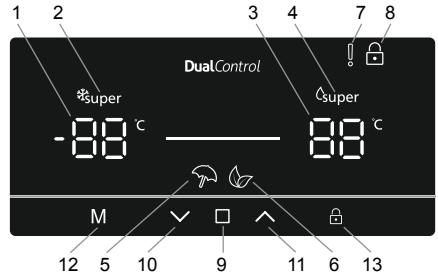 1 2 3 4 7 8
DualControl
super super
-88 °C 88 °C
M
12 5 10 9 11 6 13